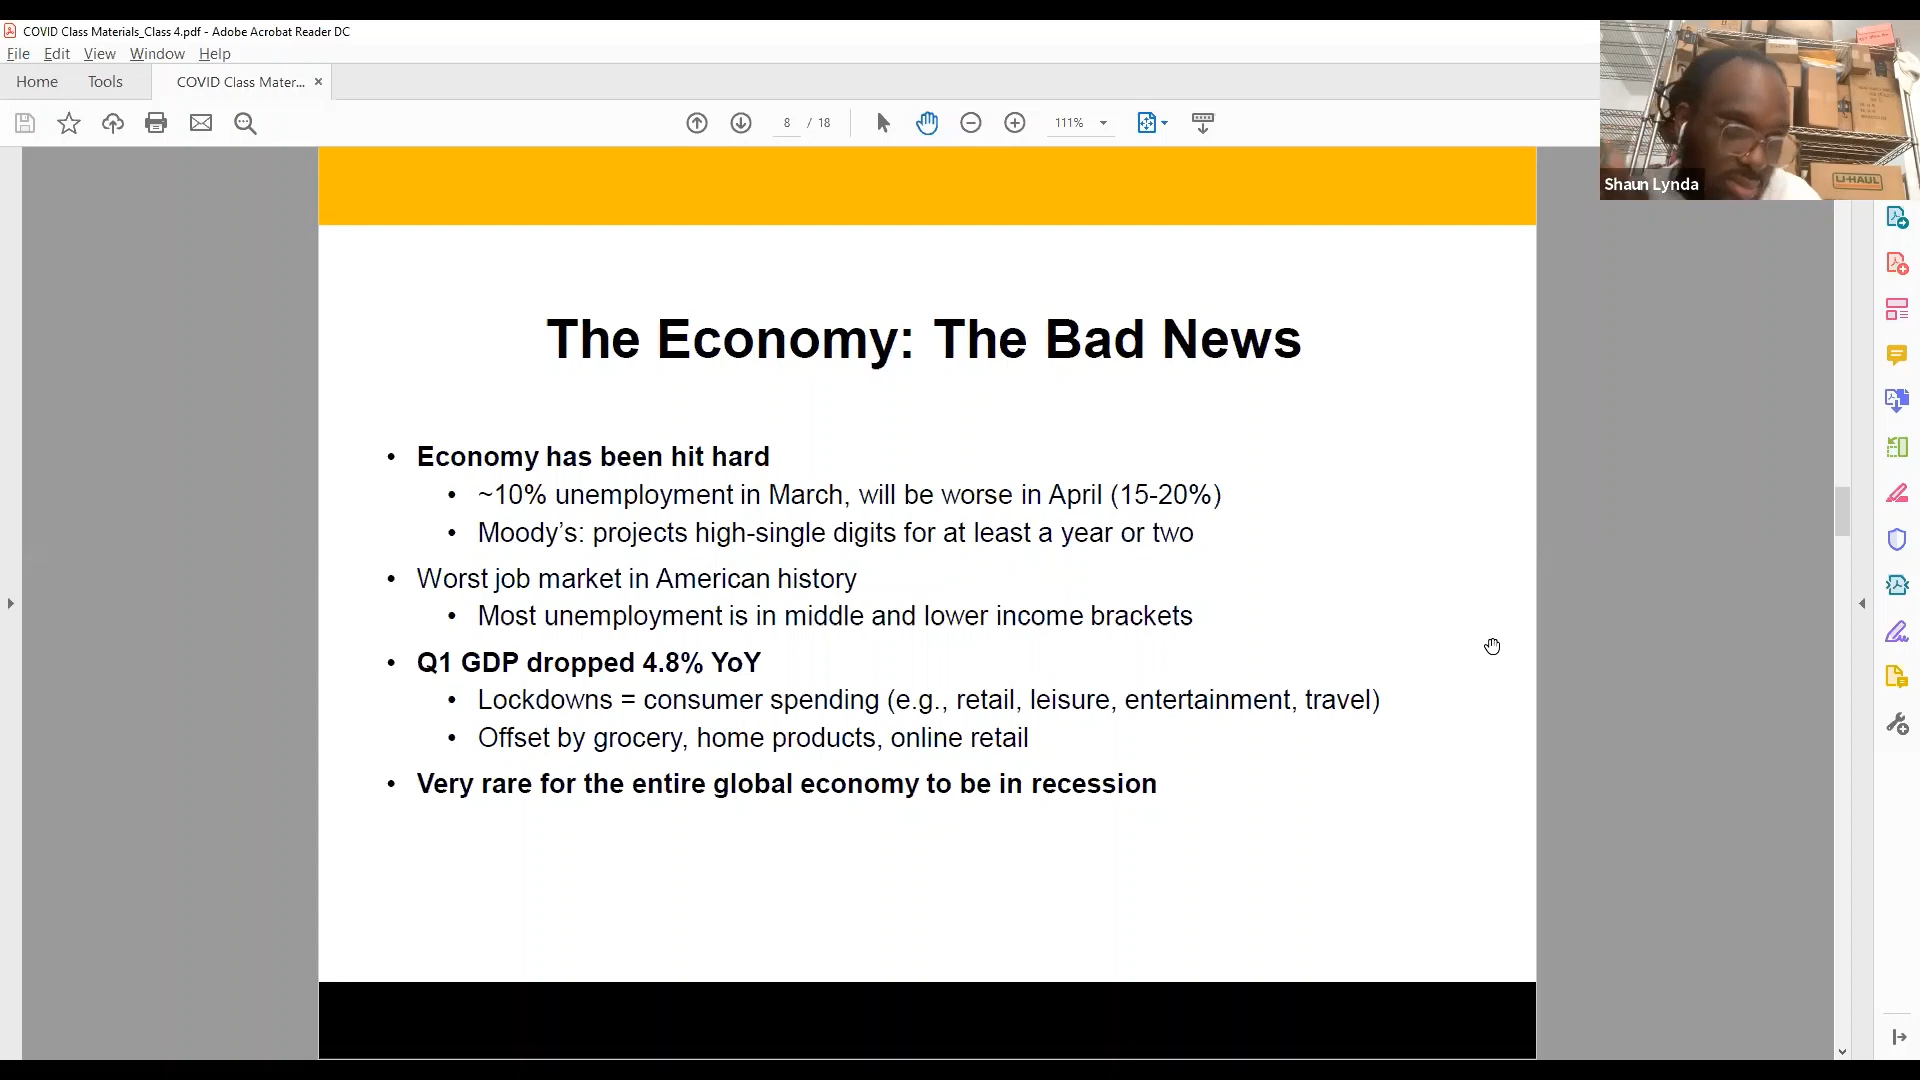 COVID Class Materials_Class 4.pdf - Adobe Acrobat Reader DC
File Edit View Window Help
Home Tools COVID Class Mater... ×
8 / 18 111%
Shaun Lynda
U-HAUL
The Economy: The Bad News
• Economy has been hit hard
• ~10% unemployment in March, will be worse in April (15-20%)
• Moody’s: projects high-single digits for at least a year or two
• Worst job market in American history
• Most unemployment is in middle and lower income brackets
• Q1 GDP dropped 4.8% YoY
• Lockdowns = consumer spending (e.g., retail, leisure, entertainment, travel)
• Offset by grocery, home products, online retail
• Very rare for the entire global economy to be in recession